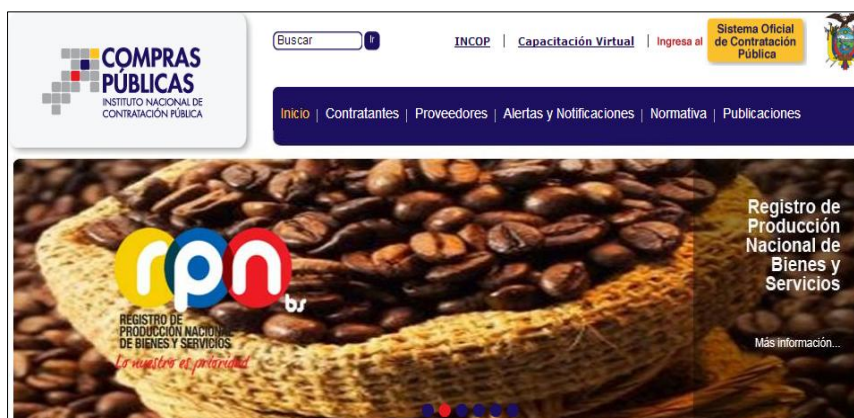 COMPRAS
PÚBLICAS
INSTITUTO NACIONAL DE
CONTRATACIÓN PÚBLICA
Buscar
Ir
INCOP | Capacitación Virtual | Ingresa al
Sistema Oficial
de Contratación
Pública
Inicio | Contratantes | Proveedores | Alertas y Notificaciones | Normativa | Publicaciones
rpn
bs
REGISTRO DE
PRODUCCIÓN NACIONAL
DE BIENES Y SERVICIOS
Lo nuestro es prioridad
Registro de
Producción
Nacional de
Bienes y
Servicios
Más información...